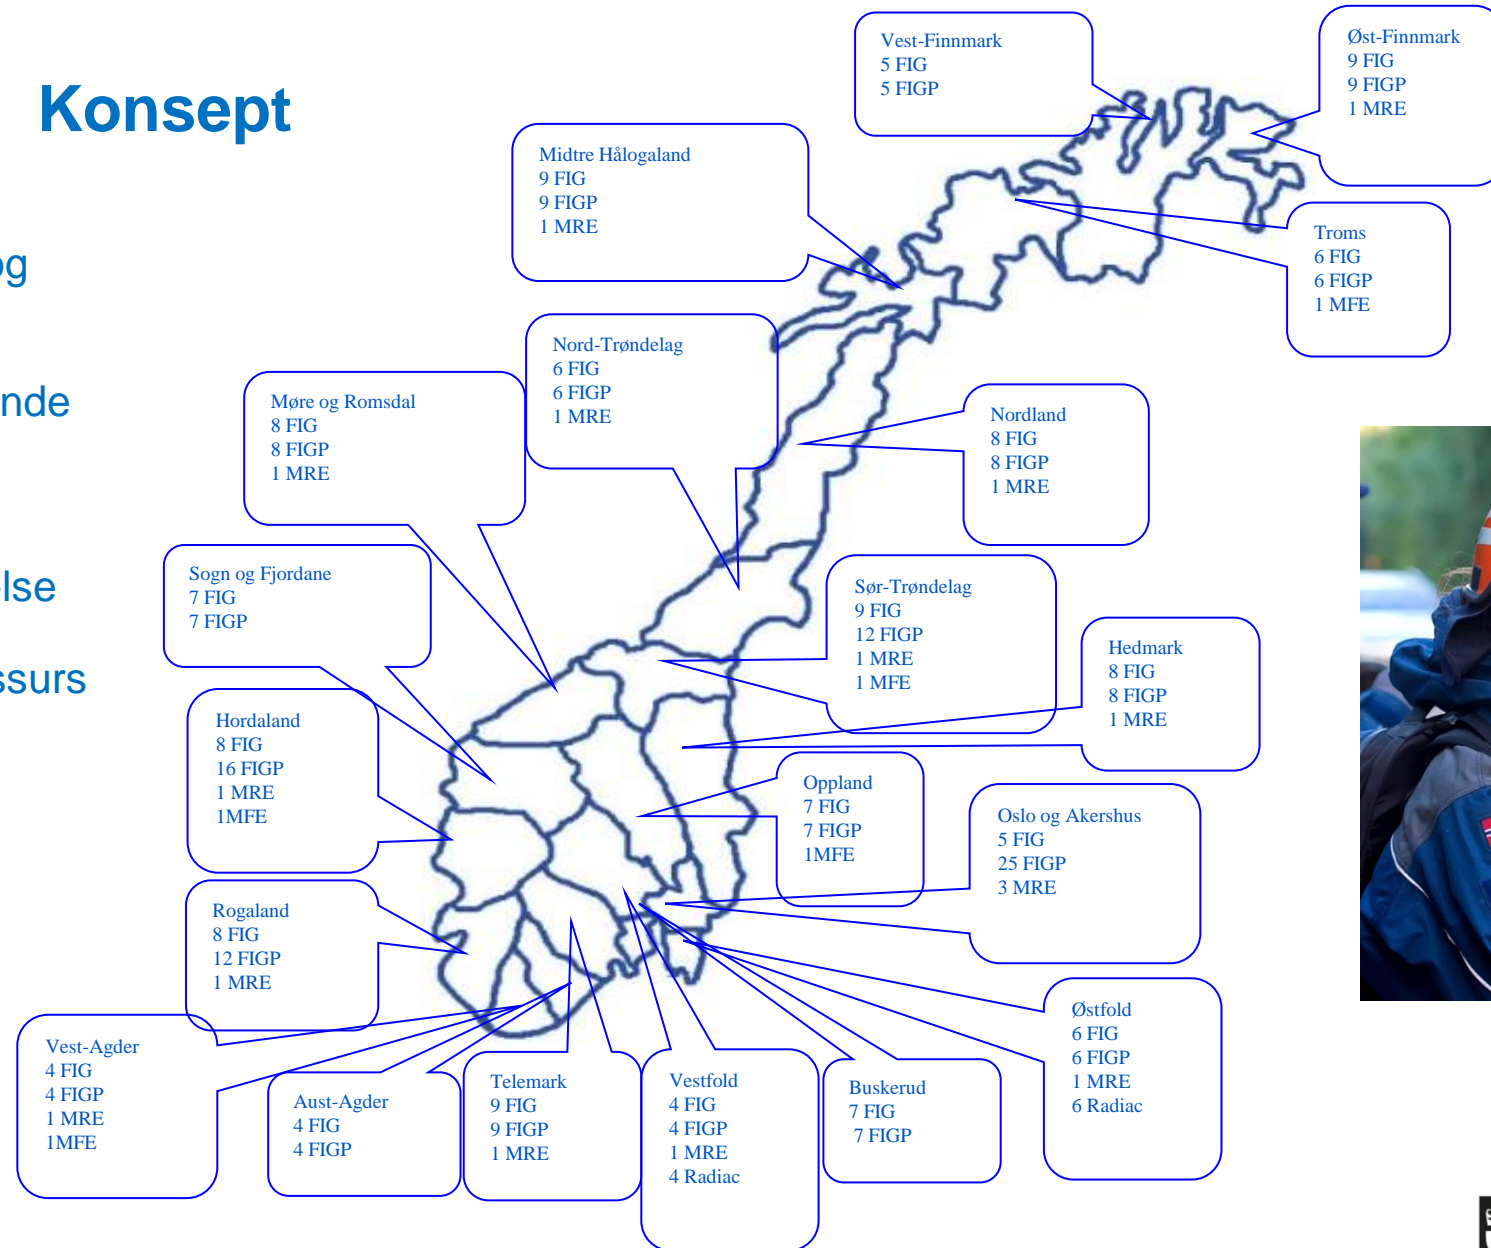 Konsept
og
nde
else
ssurs
Vest-Finnmark
5 FIG
5 FIGP
Øst-Finnmark
9 FIG
9 FIGP
1 MRE
Midtre Hålogaland
9 FIG
9 FIGP
1 MRE
Troms
6 FIG
6 FIGP
1 MFE
Nord-Trøndelag
6 FIG
6 FIGP
1 MRE
Møre og Romsdal
8 FIG
8 FIGP
1 MRE
Nordland
8 FIG
8 FIGP
1 MRE
Sogn og Fjordane
7 FIG
7 FIGP
Sør-Trøndelag
9 FIG
12 FIGP
1 MRE
1 MFE
Hedmark
8 FIG
8 FIGP
1 MRE
Hordaland
8 FIG
16 FIGP
1 MRE
1MFE
Oppland
7 FIG
7 FIGP
1MFE
Oslo og Akershus
5 FIG
25 FIGP
3 MRE
Rogaland
8 FIG
12 FIGP
1 MRE
Østfold
6 FIG
6 FIGP
1 MRE
6 Radiac
Vest-Agder
4 FIG
4 FIGP
1 MRE
1MFE
Aust-Agder
4 FIG
4 FIGP
Telemark
9 FIG
9 FIGP
1 MRE
Vestfold
4 FIG
4 FIGP
1 MRE
4 Radiac
Buskerud
7 FIG
7 FIGP